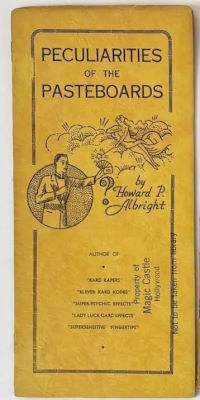 PECULIARITIES
OF THE
PASTEBOARDS
by
Howard P.
Albright
?
AUTHOR OF
"KARD KAPERS"
"KLEVER KARD KODES"
"SUPER-PSYCHIC EFFECTS"
"LADY LUCK CARD EFFECTS"
"SUPERSENSITIVE FINGERTIPS"
Property of
Magic Castle
Hollywood
Not to be taken from library